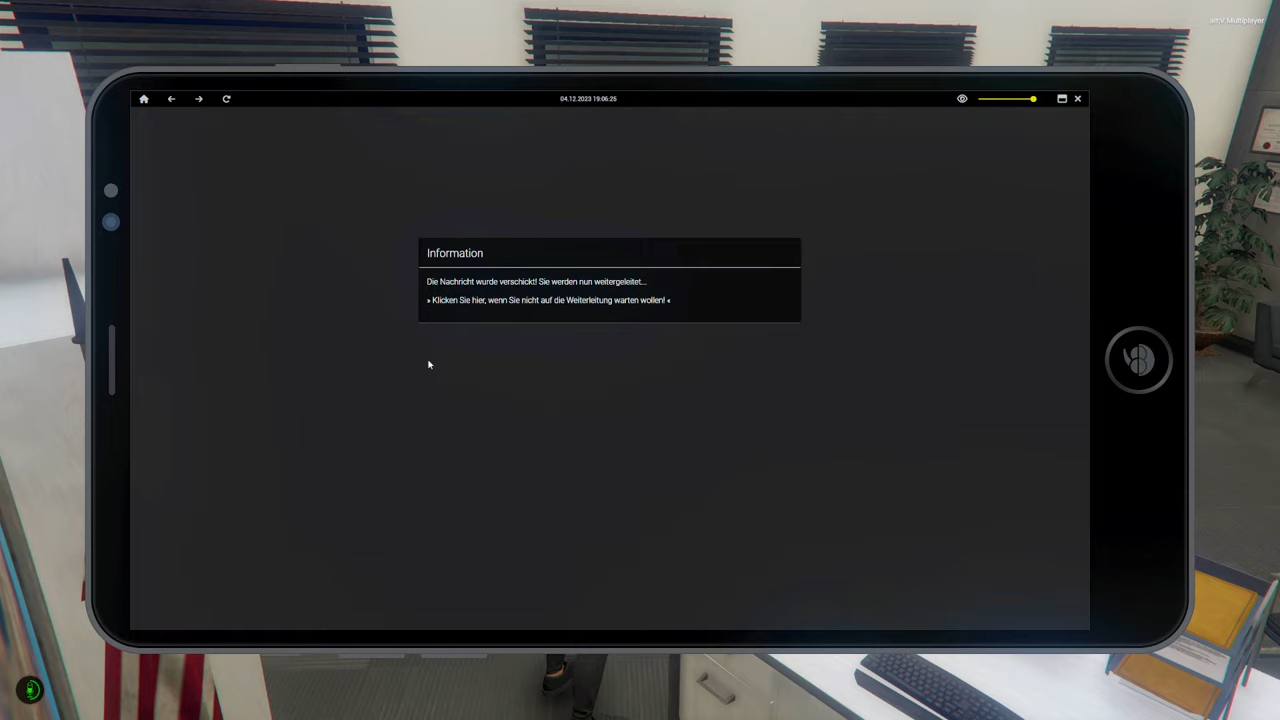 alt:V Multiplayer
04.12.2023 19:06:25
Information
Die Nachricht wurde verschickt! Sie werden nun weitergeleitet...
» Klicken Sie hier, wenn Sie nicht auf die Weiterleitung warten wollen! «